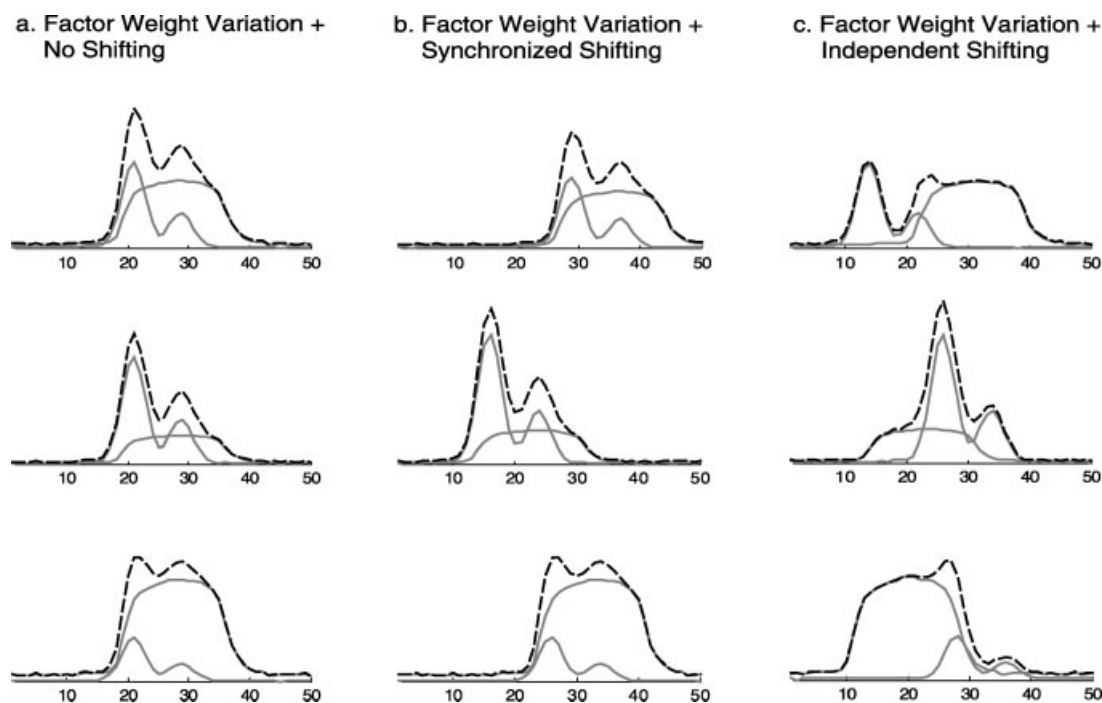 a. Factor Weight Variation +
No Shifting
b. Factor Weight Variation +
Synchronized Shifting
c. Factor Weight Variation +
Independent Shifting
10 20 30 40 50
10 20 30 40 50
10 20 30 40 50
10 20 30 40 50
10 20 30 40 50
10 20 30 40 50
10 20 30 40 50
10 20 30 40 50
10 20 30 40 50